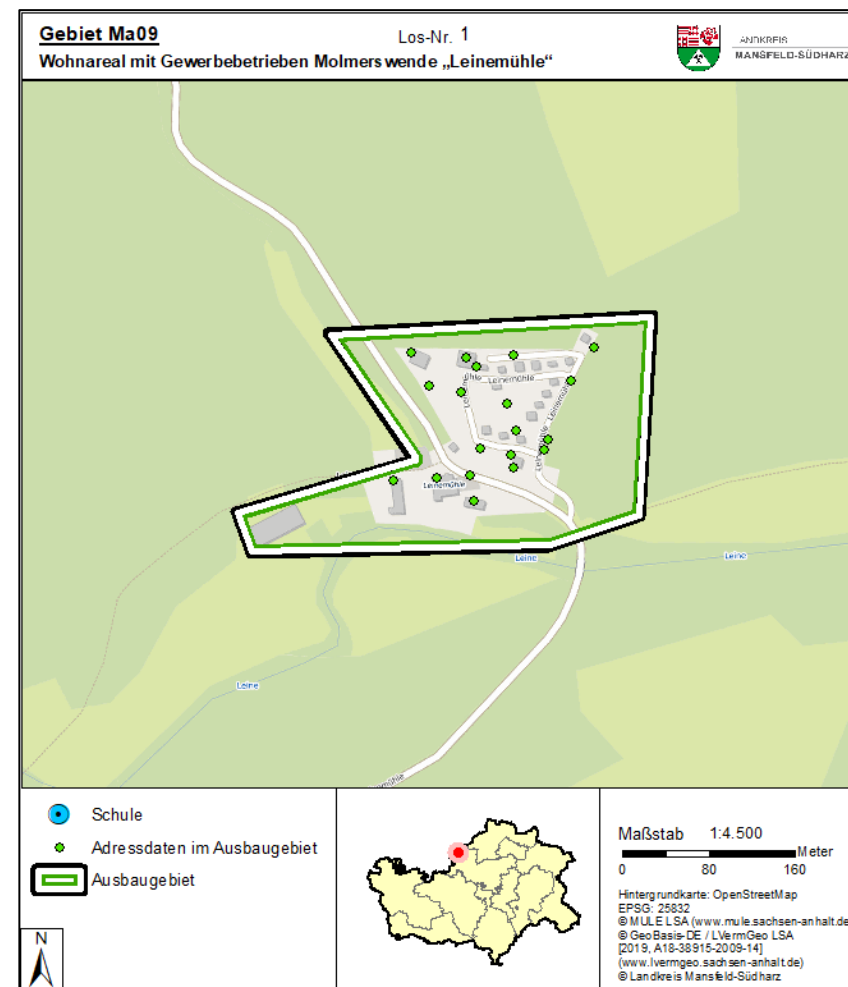 Gebiet Ma09
Los-Nr. 1
Wohnareal mit Gewerbebetrieben Molmerswende „Leinemühle“
ANDKREIS
MANSFELD-SÜDHARZ
Leinemühle
Leinemühle
Leinemühle
Leinemühle
Leinemühle
Leine
Leine
Leine
Schule
Adressdaten im Ausbaugebiet
Ausbaugebiet
N
Maßstab 1:4.500
Meter
0 80 160
Hintergrundkarte: OpenStreetMap
EPSG: 25832
© MULE LSA (www.mule.sachsen-anhalt.de
© GeoBasis-DE / LVermGeo LSA
[2019, A18-38915-2009-14]
(www.lvermgeo.sachsen-anhalt.de)
© Landkreis Mansfeld-Südharz